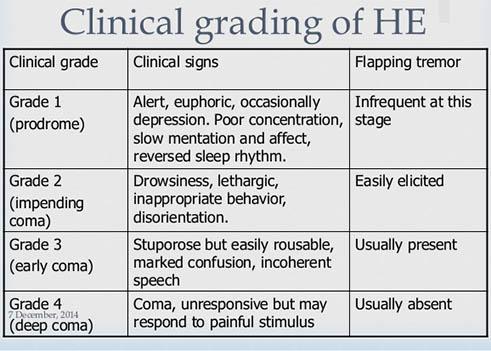 Clinical grading of HE
Clinical grade
Clinical signs
Flapping tremor
Grade 1
(prodrome)
Alert, euphoric, occasionally
depression. Poor concentration,
slow mentation and affect,
reversed sleep rhythm.
Infrequent at this
stage
Grade 2
(impending
coma)
Drowsiness, lethargic,
inappropriate behavior,
disorientation.
Easily elicited
Grade 3
(early coma)
Stuporose but easily rousable,
marked confusion, incoherent
speech
Usually present
Grade 4
(deep coma)
Coma, unresponsive but may
respond to painful stimulus
Usually absent
7 December, 2014